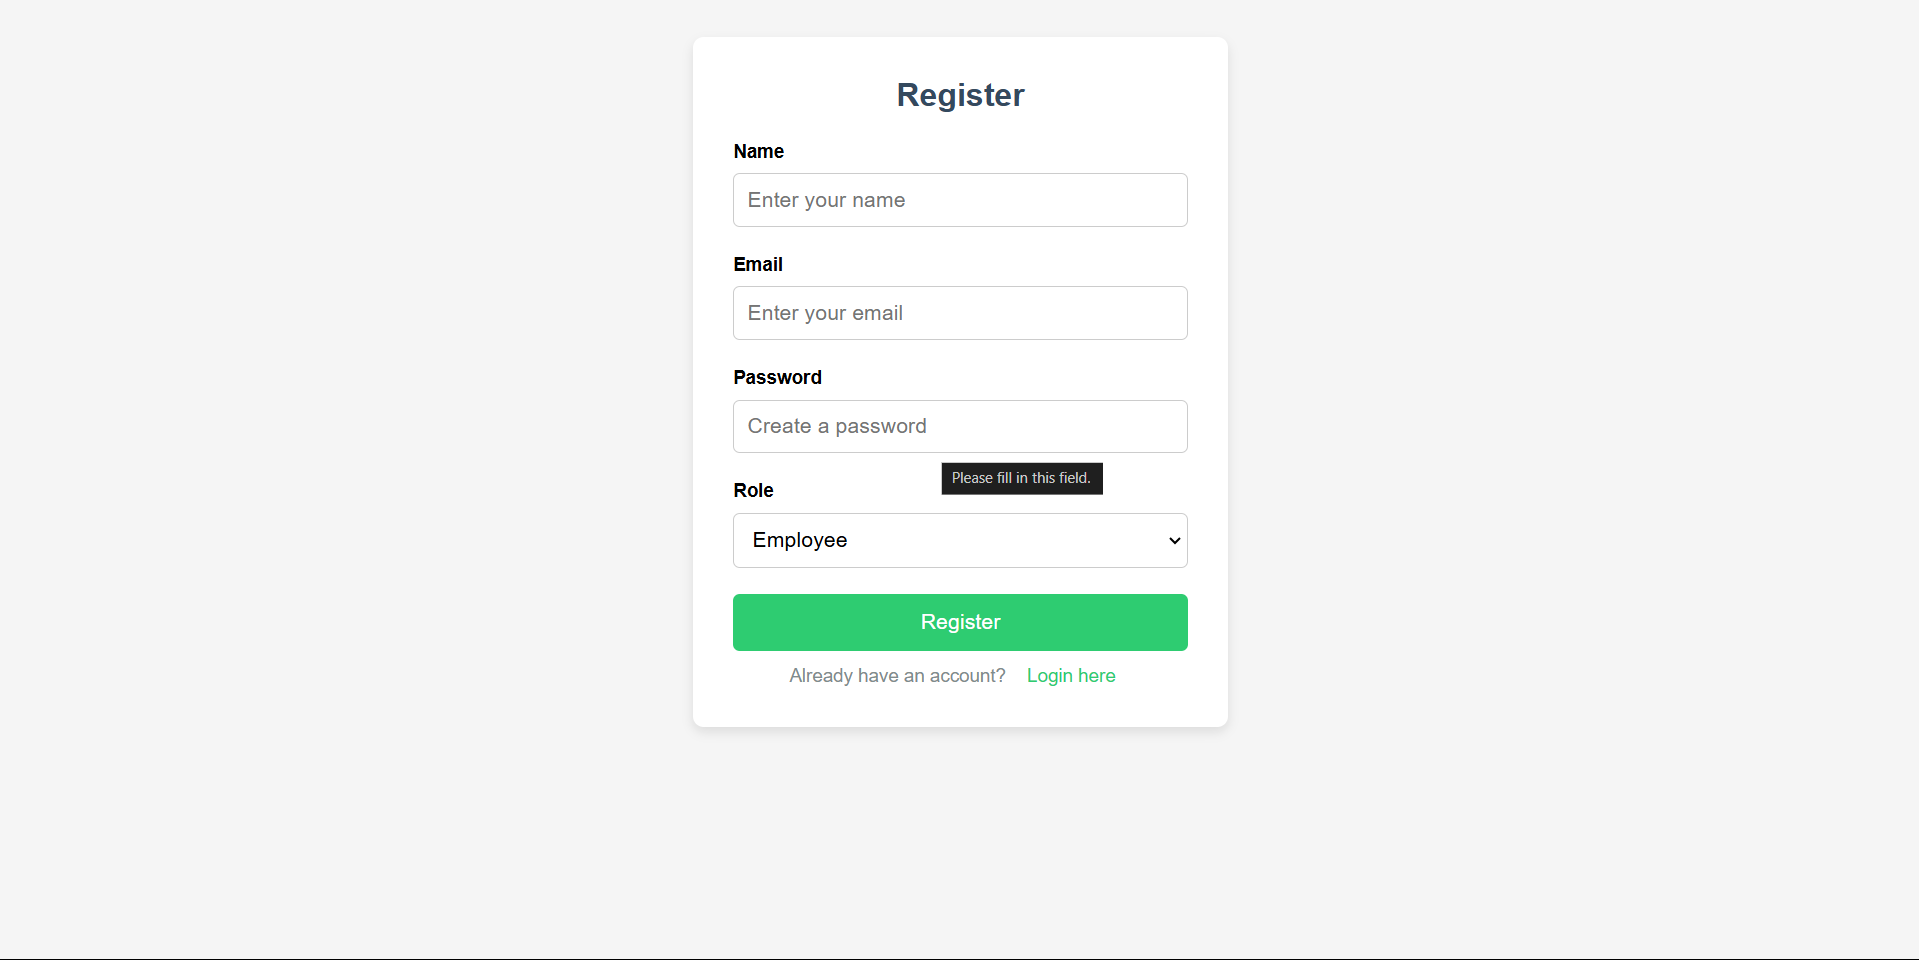 Register
Name
Enter your name
Email
Enter your email
Password
Create a password
Please fill in this field.
Role
Employee
Register
Already have an account? Login here